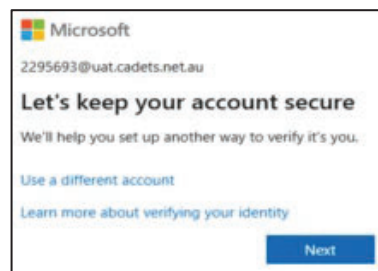 Microsoft
2295693@uat.cadets.net.au
Let's keep your account secure
We'll help you set up another way to verify it's you.
Use a different account
Learn more about verifying your identity
Next